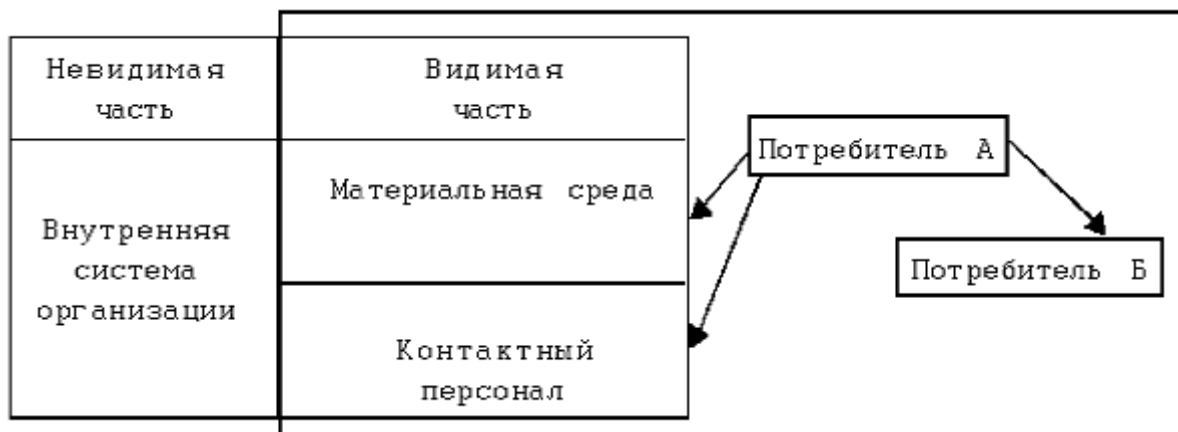 Невидимая
часть
Видимая
часть
Внутренняя
система
организации
Материальная среда
Контактный
персонал
Потребитель А
Потребитель Б